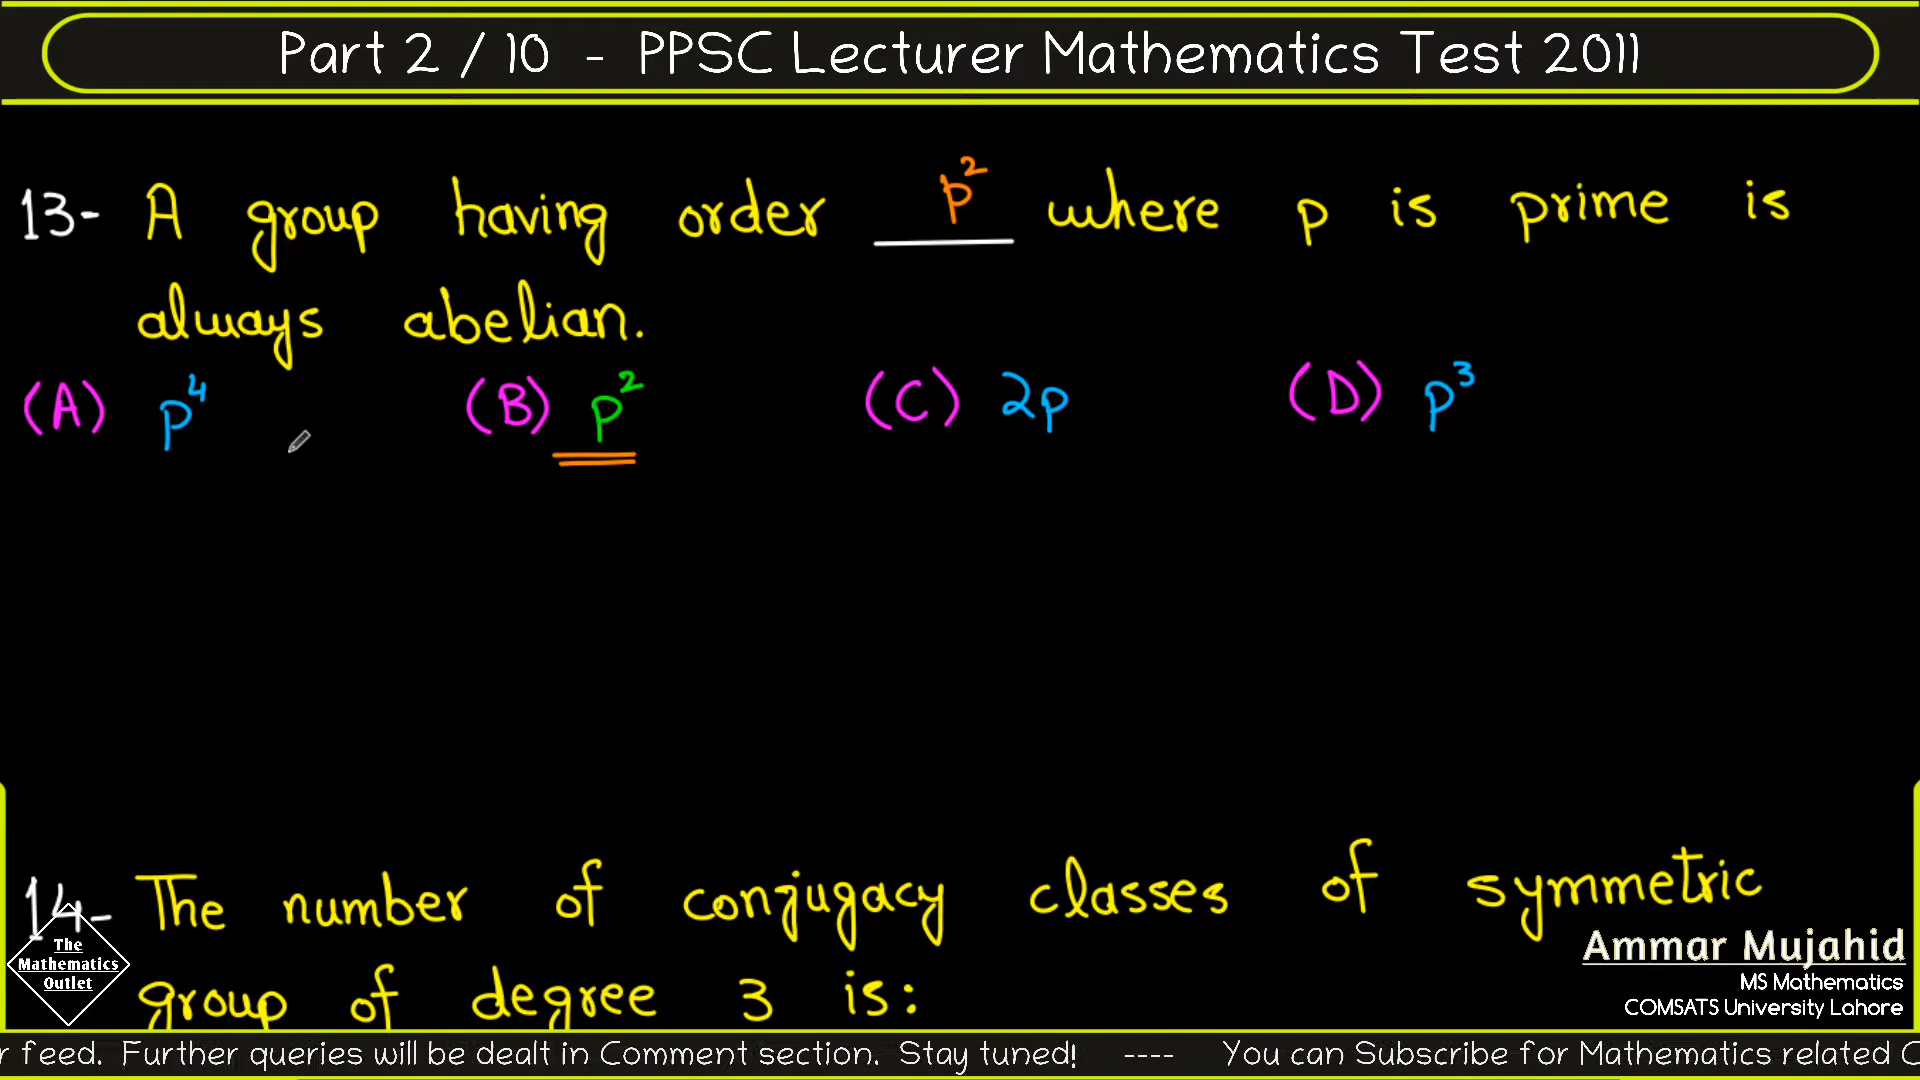 Part 2 / 10 - PPSC Lecturer Mathematics Test 2011
13- A group having order p² where p is prime is
always abelian.
(A) p⁴ (B) p² (C) 2p (D) p³
14- The number of conjugacy classes of symmetric
group of degree 3 is:
The
Mathematics
Outlet
Ammar Mujahid
MS Mathematics
COMSATS University Lahore
r feed. Further queries will be dealt in Comment section. Stay tuned! ---- You can Subscribe for Mathematics related C